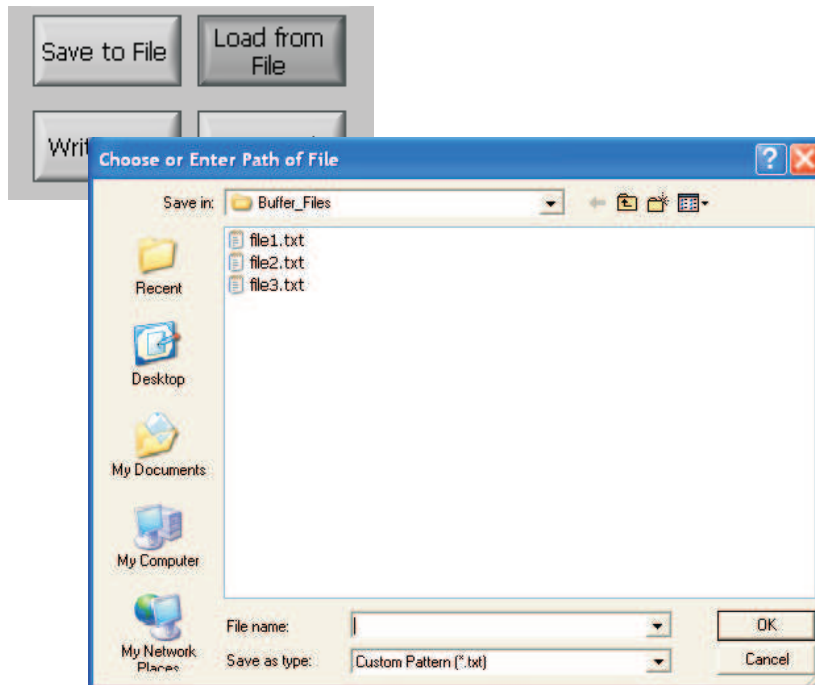 Save to File
Load from
File
Writ
Choose or Enter Path of File
Save in:
Buffer_Files
file1.txt
file2.txt
file3.txt
Recent
Desktop
My Documents
My Computer
My Network
Places
File name:
OK
Save as type:
Custom Pattern (*.txt)
Cancel